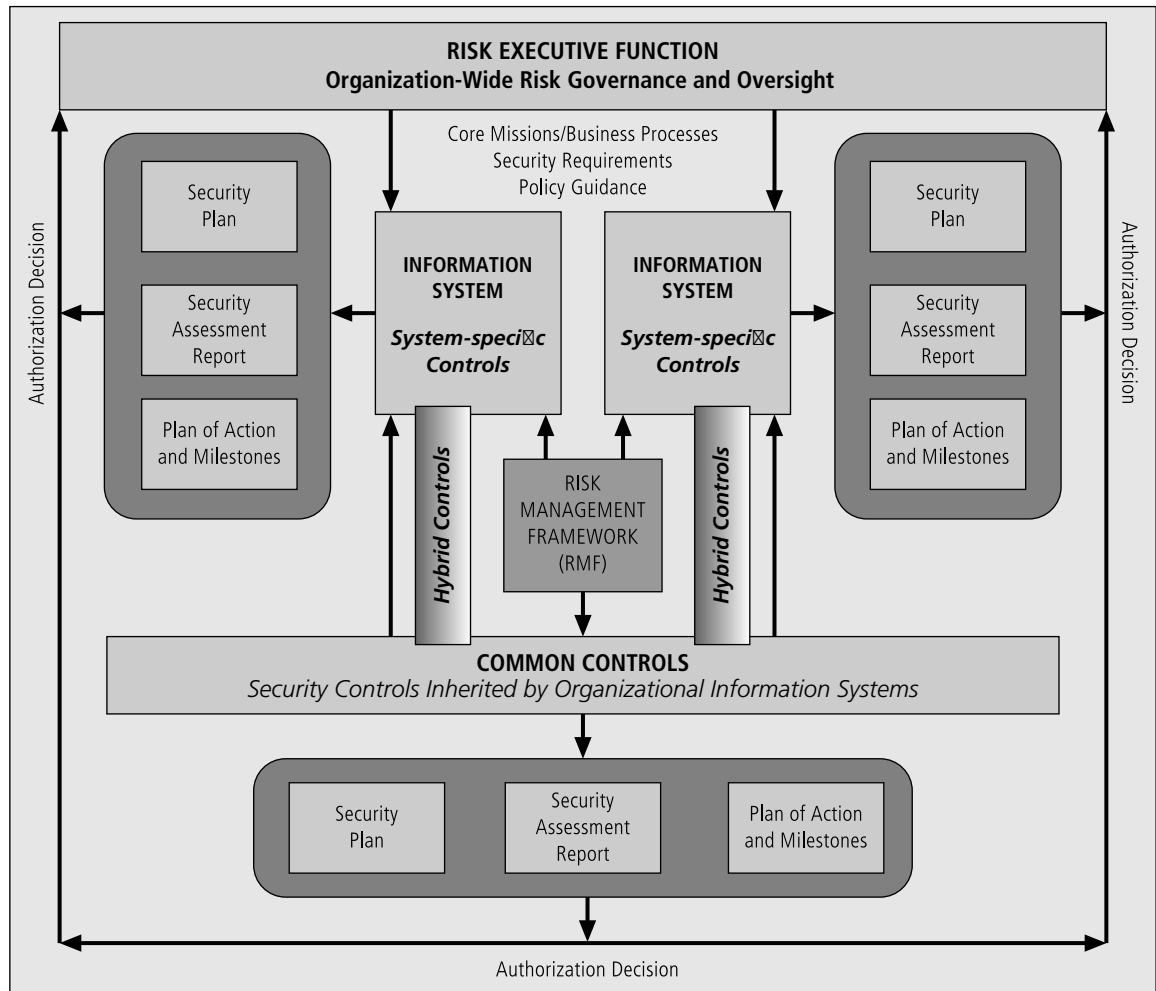 RISK EXECUTIVE FUNCTION
Organization-Wide Risk Governance and Oversight
Core Missions/Business Processes
Security Requirements
Policy Guidance
Authorization Decision
Security
Plan
Security
Assessment
Report
Plan of Action
and Milestones
INFORMATION
SYSTEM
System-speci☒c
Controls
INFORMATION
SYSTEM
System-speci☒c
Controls
Security
Plan
Security
Assessment
Report
Plan of Action
and Milestones
Authorization Decision
Hybrid Controls
RISK
MANAGEMENT
FRAMEWORK
(RMF)
Hybrid Controls
COMMON CONTROLS
Security Controls Inherited by Organizational Information Systems
Security
Plan
Security
Assessment
Report
Plan of Action
and Milestones
Authorization Decision